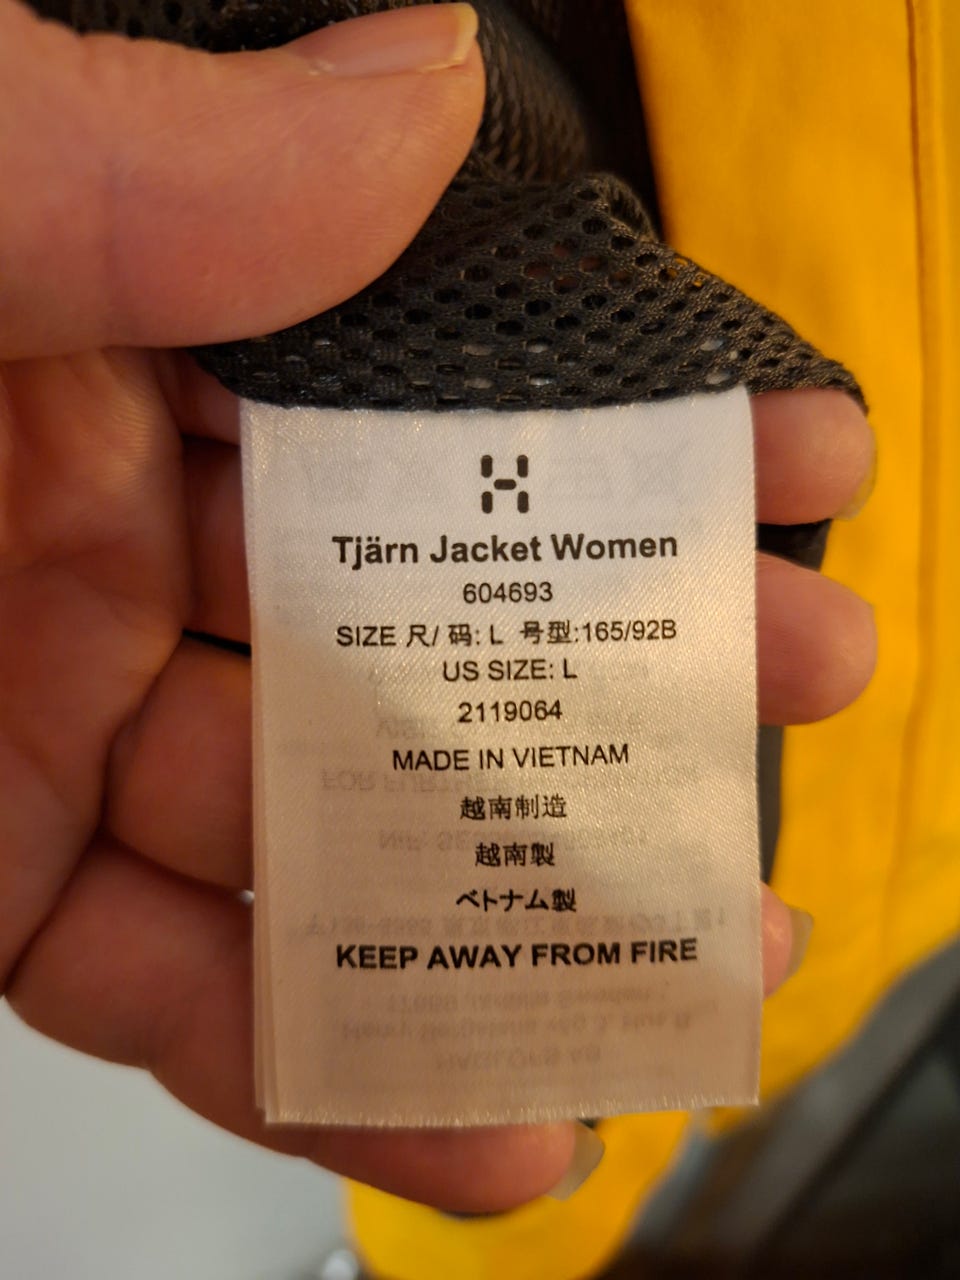 Tjärn Jacket Women
604693
SIZE 尺/ 码: L 号型:165/92B
US SIZE: L
2119064
MADE IN VIETNAM
越南制造
越南製
ベトナム製
KEEP AWAY FROM FIRE